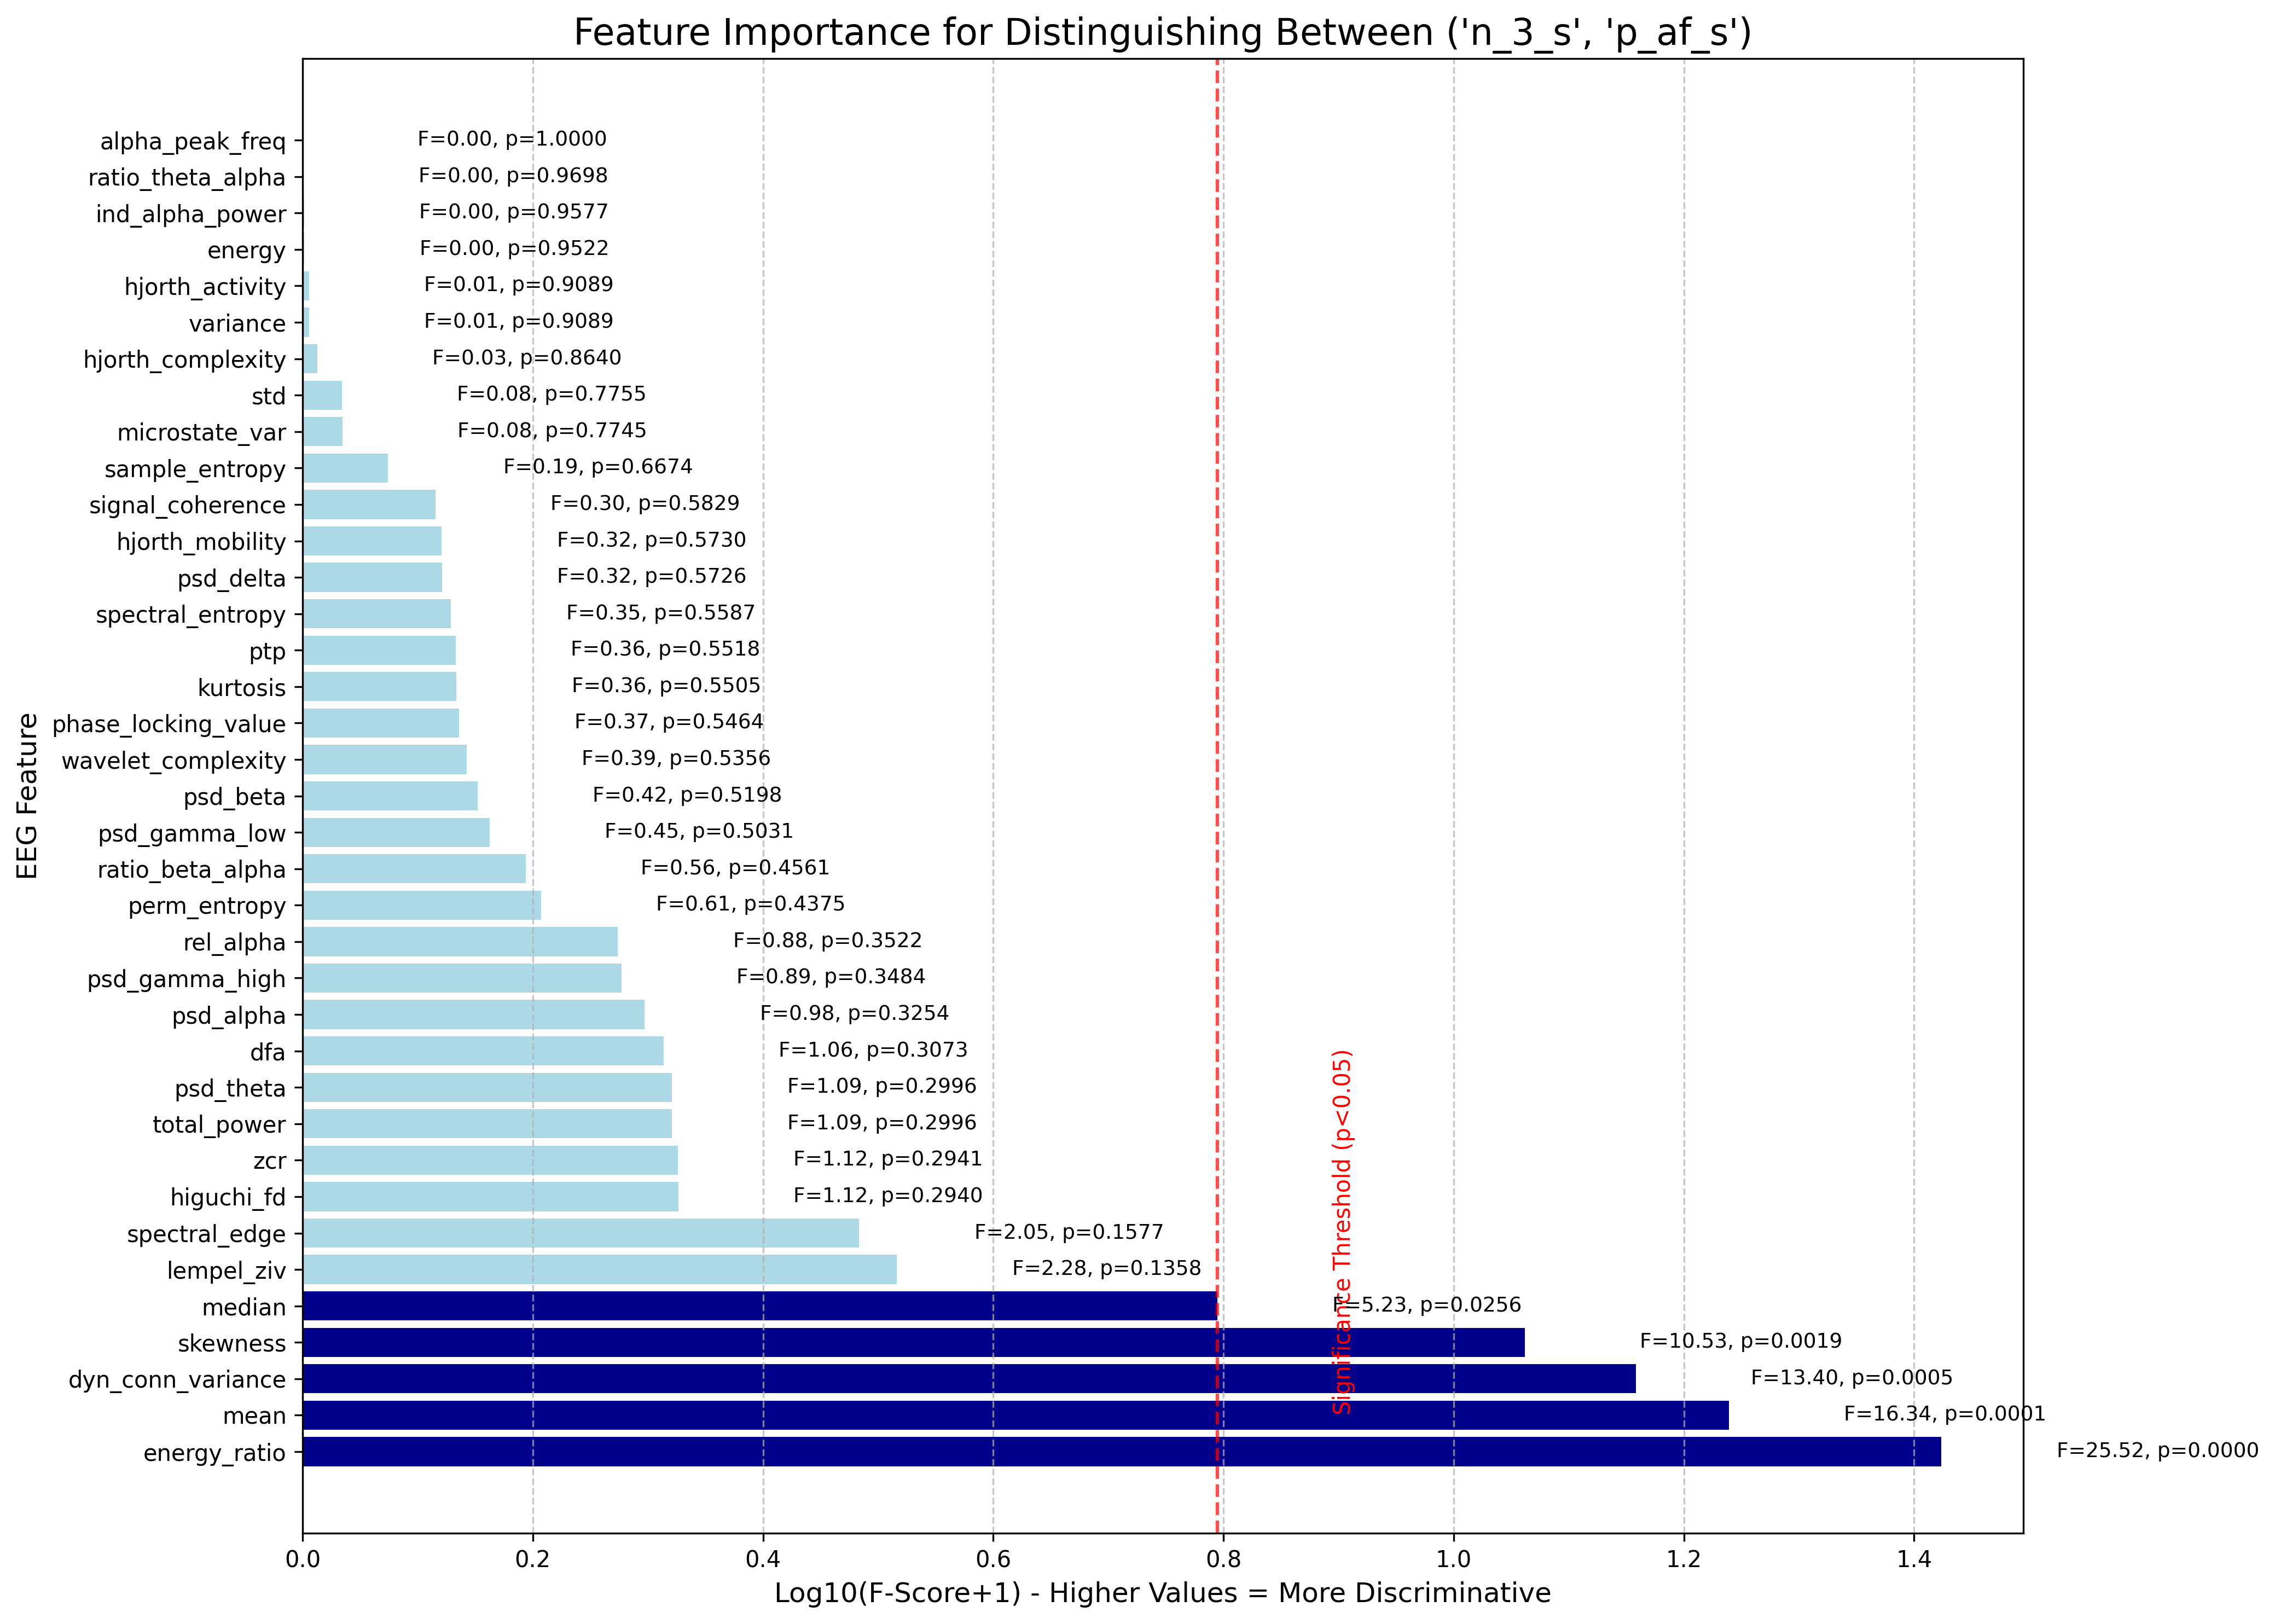 Feature Importance for Distinguishing Between ('n_3_s', 'p_af_s')
EEG Feature
alpha_peak_freq F=0.00, p=1.0000
ratio_theta_alpha F=0.00, p=0.9698
ind_alpha_power F=0.00, p=0.9577
energy F=0.00, p=0.9522
hjorth_activity F=0.01, p=0.9089
variance F=0.01, p=0.9089
hjorth_complexity F=0.03, p=0.8640
std F=0.08, p=0.7755
microstate_var F=0.08, p=0.7745
sample_entropy F=0.19, p=0.6674
signal_coherence F=0.30, p=0.5829
hjorth_mobility F=0.32, p=0.5730
psd_delta F=0.32, p=0.5726
spectral_entropy F=0.35, p=0.5587
ptp F=0.36, p=0.5518
kurtosis F=0.36, p=0.5505
phase_locking_value F=0.37, p=0.5464
wavelet_complexity F=0.39, p=0.5356
psd_beta F=0.42, p=0.5198
psd_gamma_low F=0.45, p=0.5031
ratio_beta_alpha F=0.56, p=0.4561
perm_entropy F=0.61, p=0.4375
rel_alpha F=0.88, p=0.3522
psd_gamma_high F=0.89, p=0.3484
psd_alpha F=0.98, p=0.3254
dfa F=1.06, p=0.3073
psd_theta F=1.09, p=0.2996
total_power F=1.09, p=0.2996
zcr F=1.12, p=0.2941
higuchi_fd F=1.12, p=0.2940
spectral_edge F=2.05, p=0.1577
lempel_ziv F=2.28, p=0.1358
median F=5.23, p=0.0256
skewness F=10.53, p=0.0019
dyn_conn_variance F=13.40, p=0.0005
mean F=16.34, p=0.0001
energy_ratio F=25.52, p=0.0000
Significance Threshold (p<0.05)
0.0 0.2 0.4 0.6 0.8 1.0 1.2 1.4
Log10(F-Score+1) - Higher Values = More Discriminative